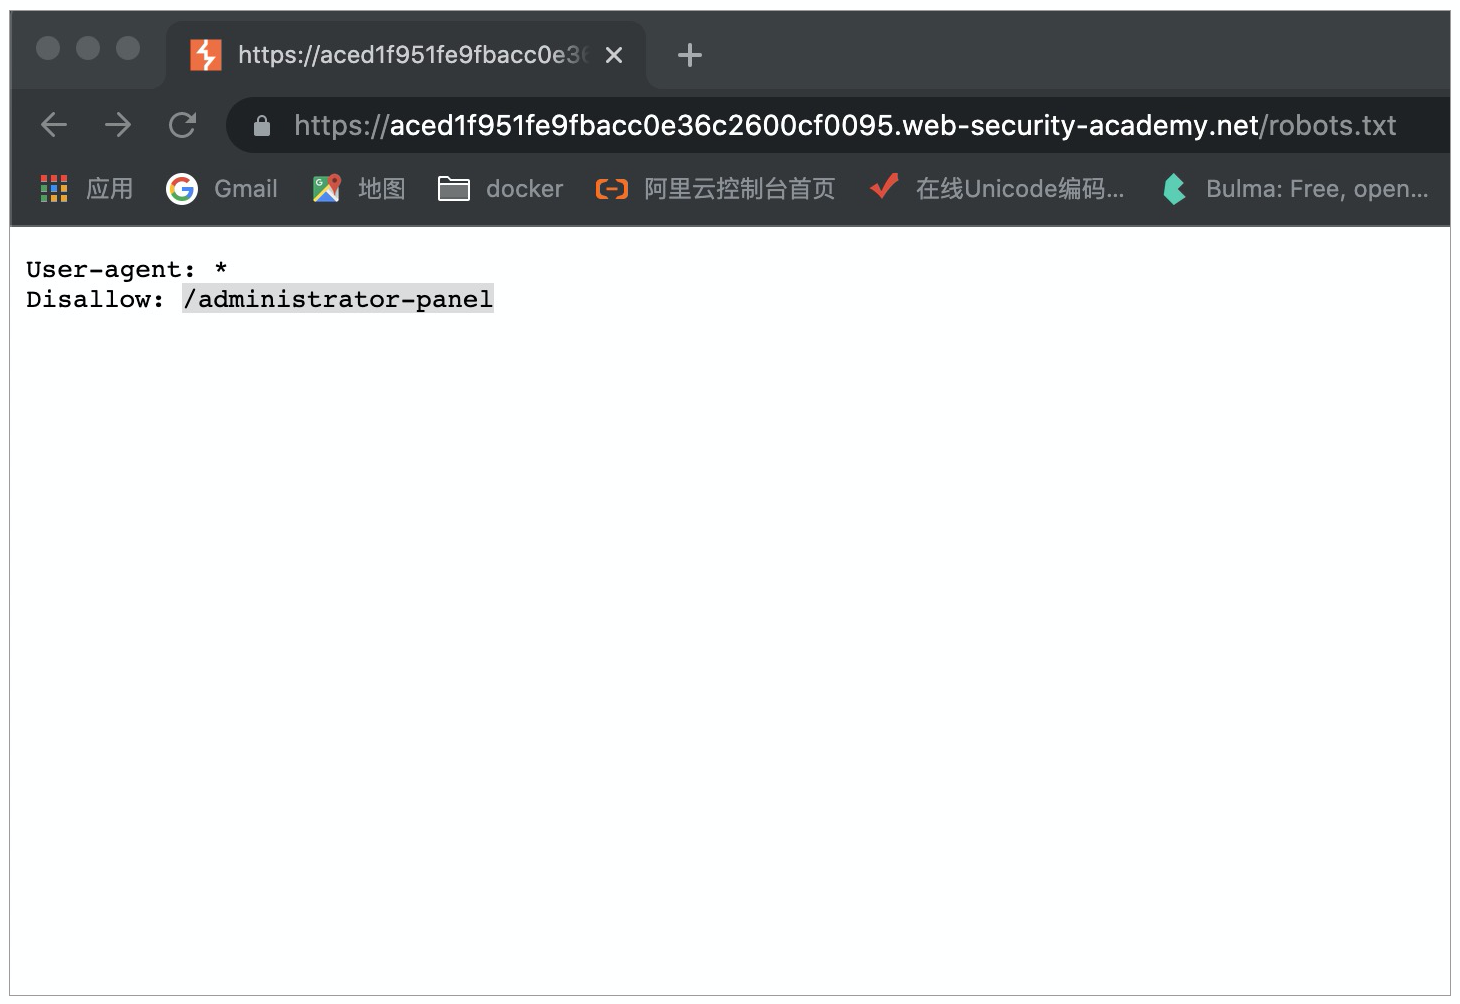 https://aced1f951fe9fbacc0e36
https://aced1f951fe9fbacc0e36c2600cf0095.web-security-academy.net/robots.txt
应用 Gmail 地图 docker 阿里云控制台首页 在线Unicode编码... Bulma: Free, open...
User-agent: *
Disallow: /administrator-panel